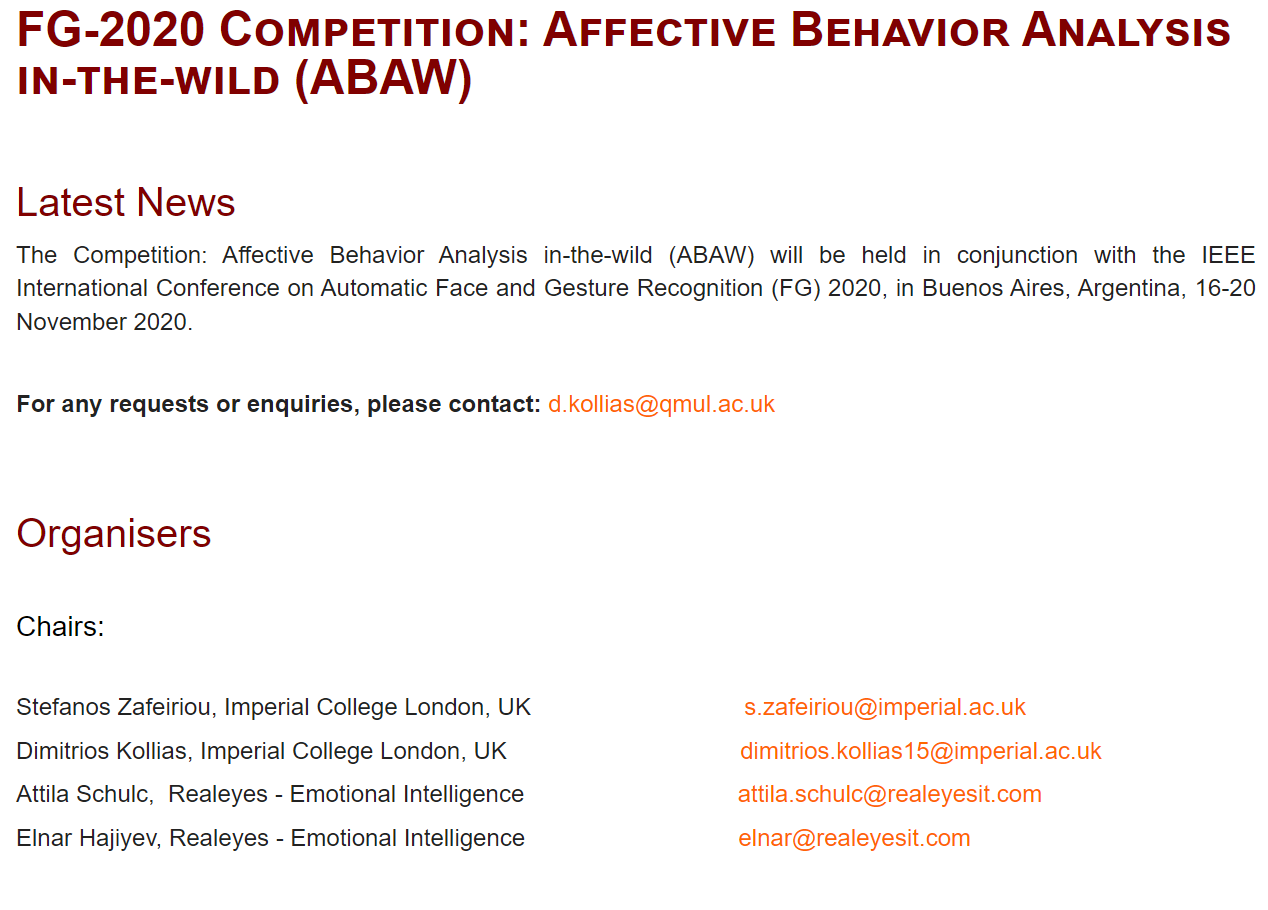 FG-2020 Competition: Affective Behavior Analysis
in-the-wild (ABAW)
Latest News
The Competition: Affective Behavior Analysis in-the-wild (ABAW) will be held in conjunction with the IEEE
International Conference on Automatic Face and Gesture Recognition (FG) 2020, in Buenos Aires, Argentina, 16-20
November 2020.
For any requests or enquiries, please contact: d.kollias@qmul.ac.uk
Organisers
Chairs:
Stefanos Zafeiriou, Imperial College London, UK s.zafeiriou@imperial.ac.uk
Dimitrios Kollias, Imperial College London, UK dimitrios.kollias15@imperial.ac.uk
Attila Schulc, Realeyes - Emotional Intelligence attila.schulc@realeyesit.com
Elnar Hajiyev, Realeyes - Emotional Intelligence elnar@realeyesit.com